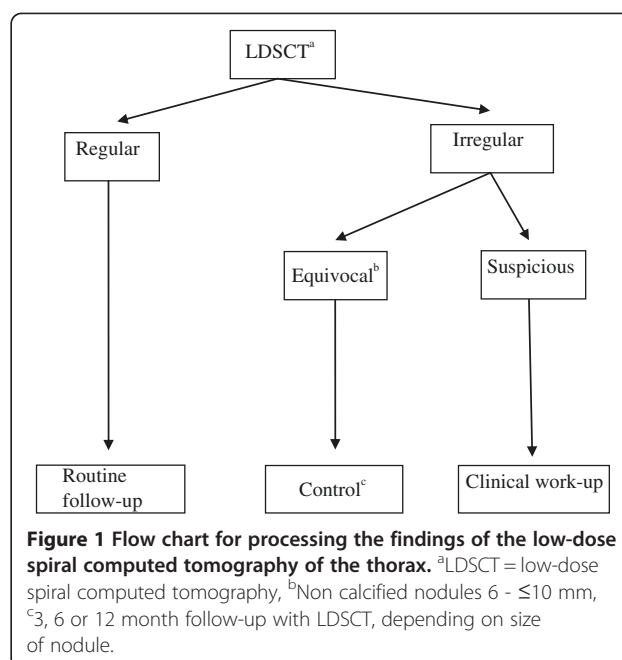 LDSCTᵃ
Regular
Irregular
Equivocalᵇ
Suspicious
Routine
follow-up
Controlᶜ
Clinical work-up
Figure 1 Flow chart for processing the findings of the low-dose
spiral computed tomography of the thorax. ᵃLDSCT = low-dose
spiral computed tomography, ᵇNon calcified nodules 6 - ≤10 mm,
ᶜ3, 6 or 12 month follow-up with LDSCT, depending on size
of nodule.